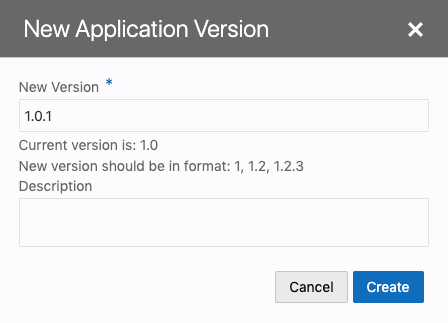 New Application Version
New Version *
1.0.1
Current version is: 1.0
New version should be in format: 1, 1.2, 1.2.3
Description
Cancel Create